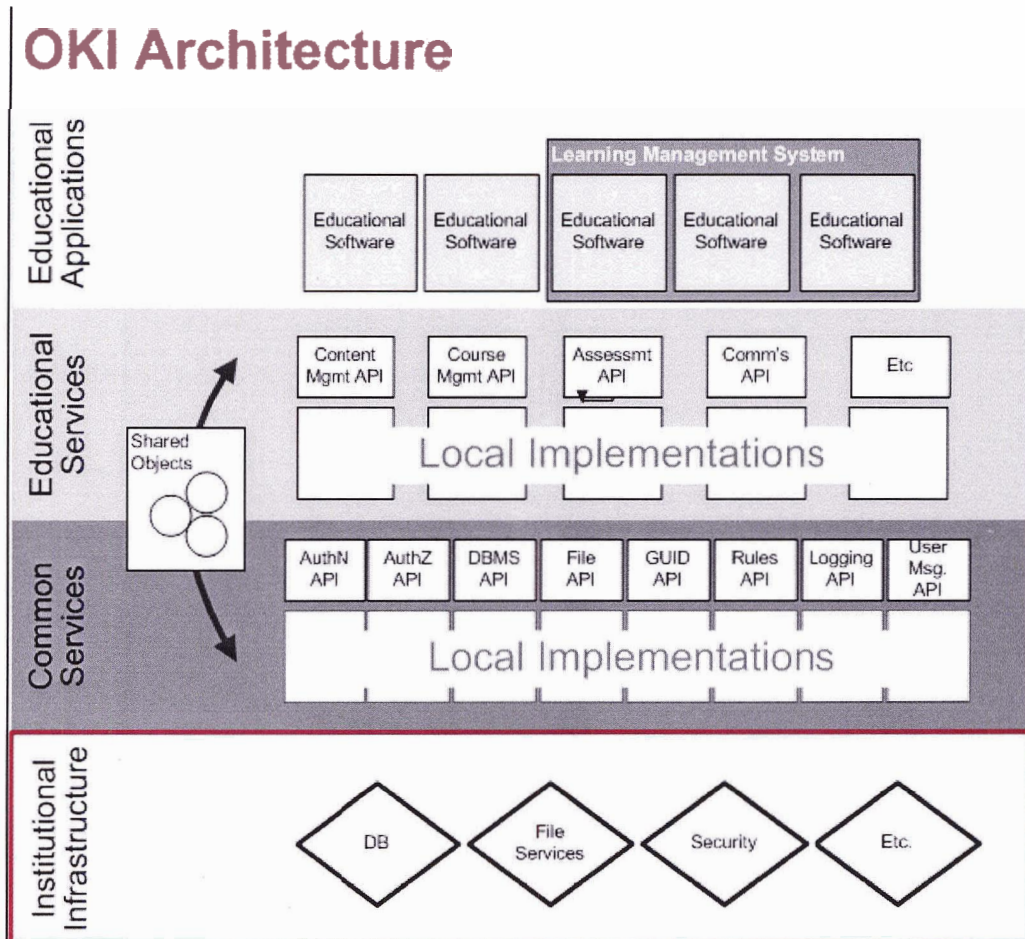 OKI Architecture
Educational
Applications
Learning Management System
Educational
Software
Educational
Software
Educational
Software
Educational
Software
Educational
Software
Educational
Services
Content
Mgmt API
Course
Mgmt API
Assessmt
API
Comm's
API
Etc
Shared
Objects
Local Implementations
Common
Services
AuthN
API
AuthZ
API
DBMS
API
File
API
GUID
API
Rules
API
Logging
API
User
Msg.
API
Local Implementations
Institutional
Infrastructure
DB
File
Services
Security
Etc.